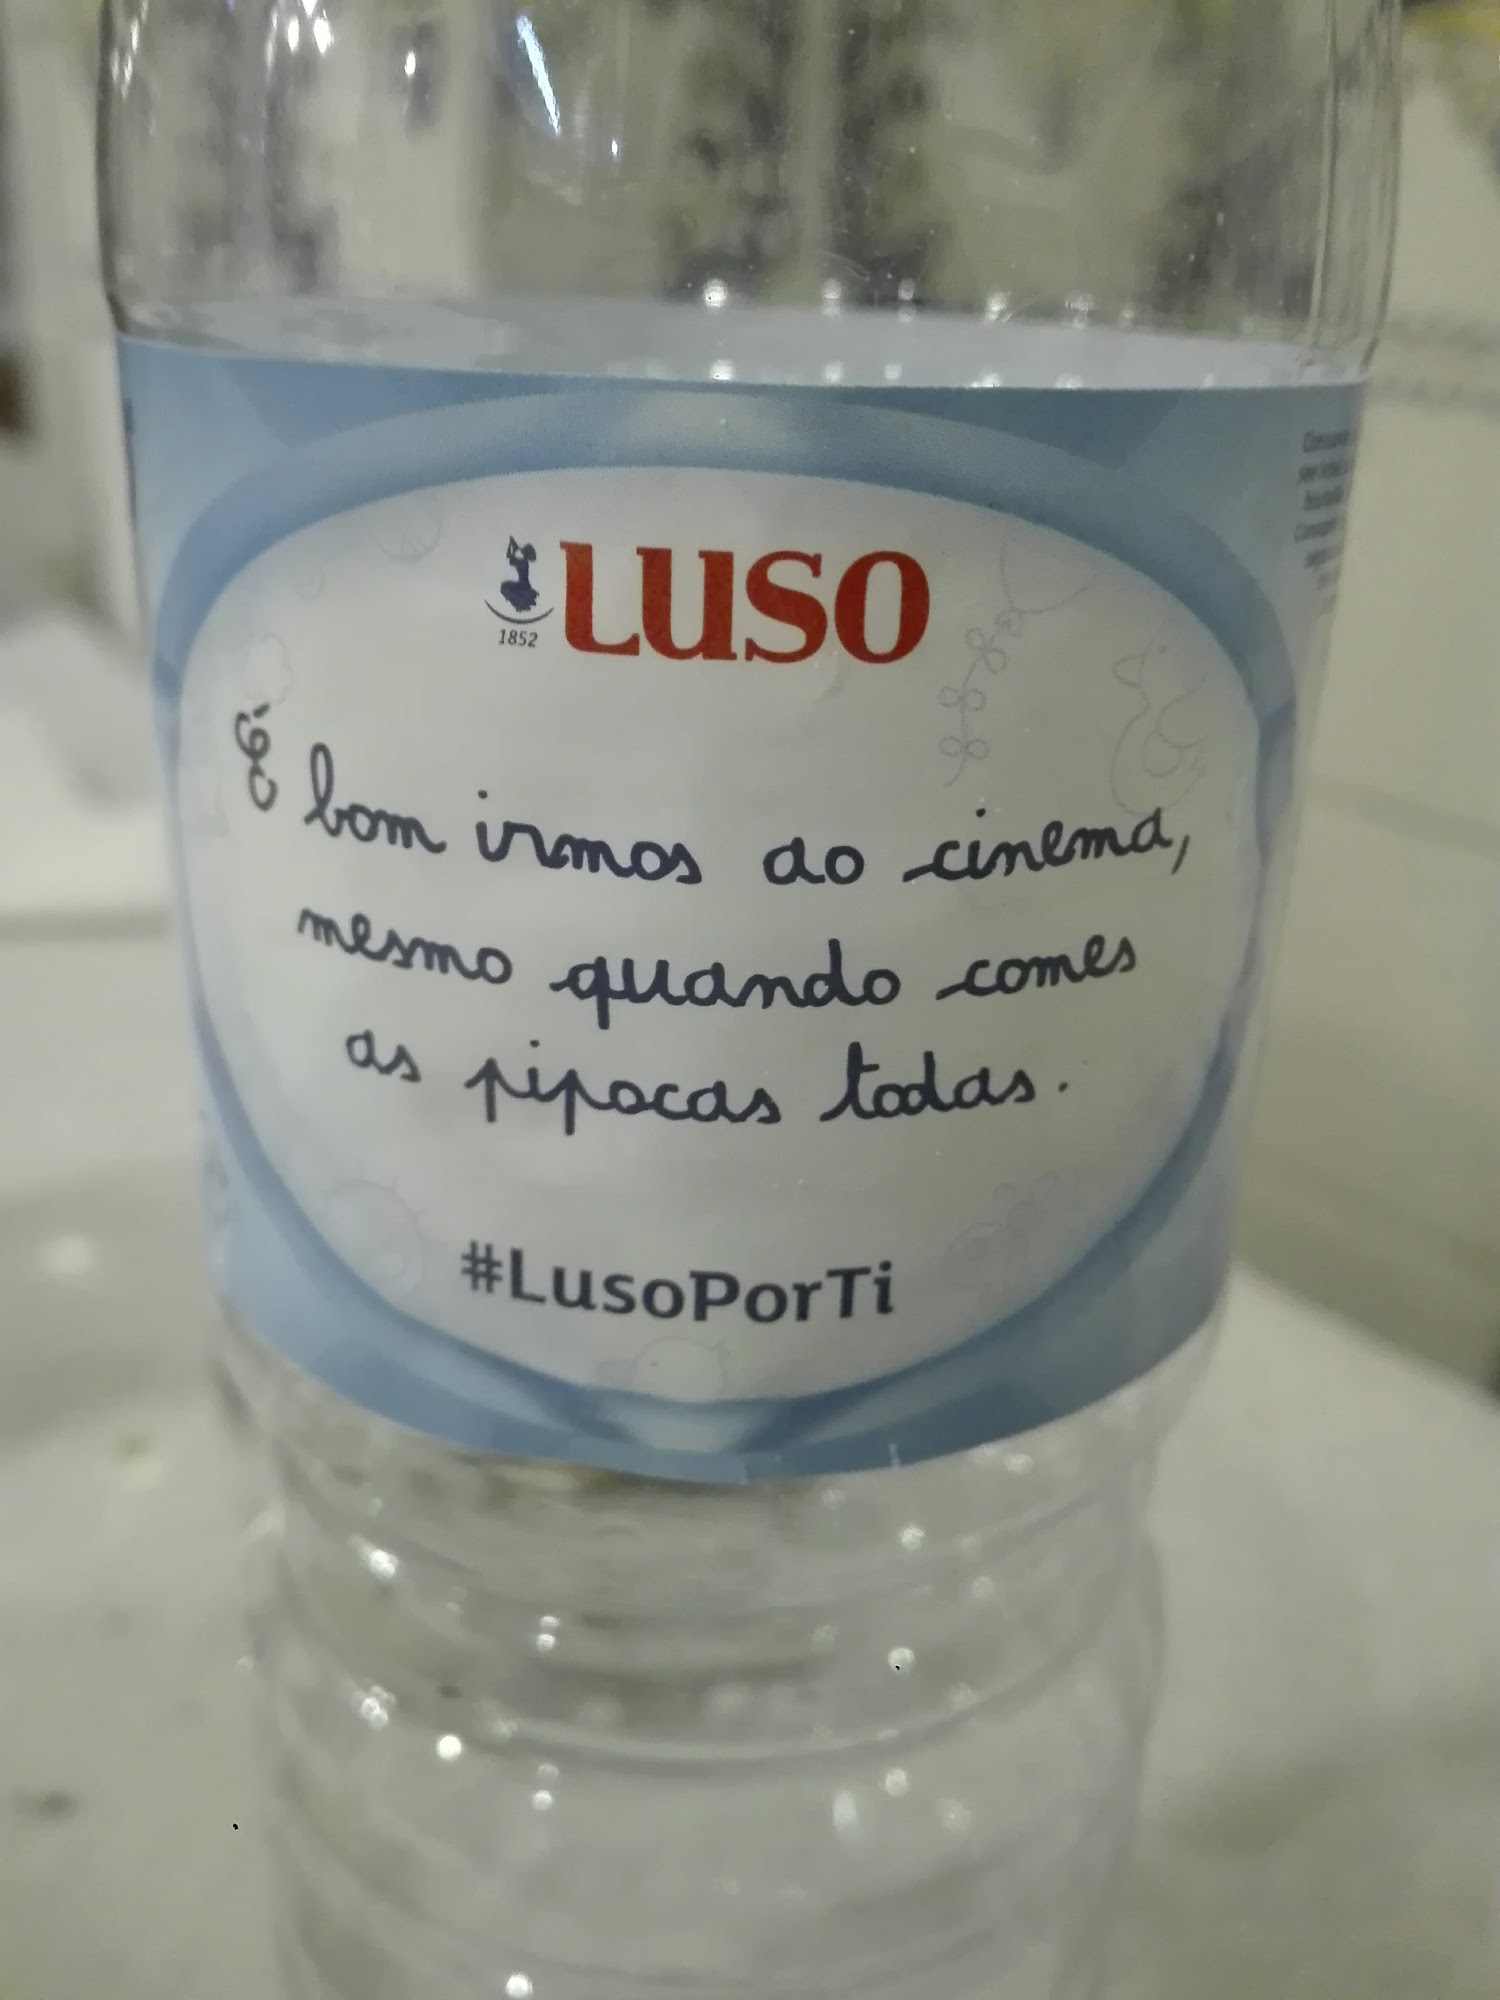 LUSO
1852
É bom irmos ao cinema,
mesmo quando comes
as pipocas todas.
#LusoPorTi